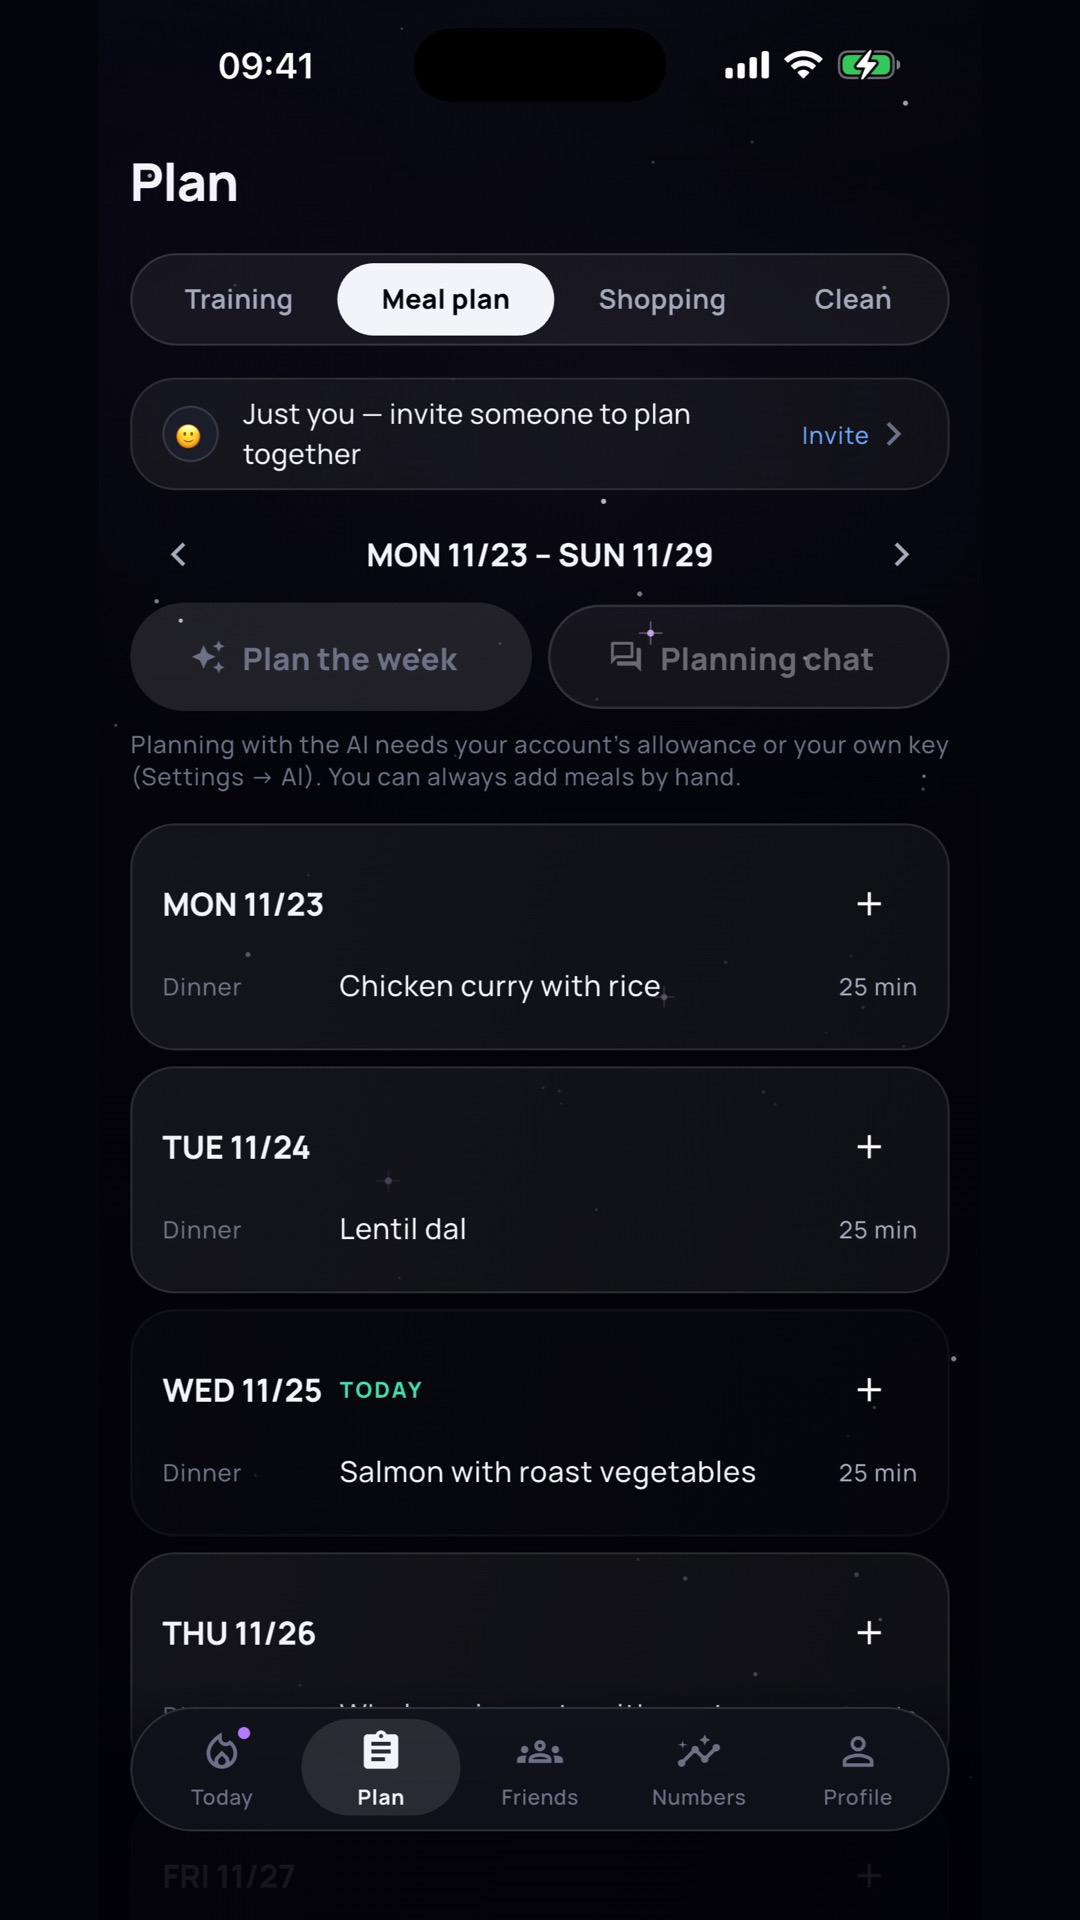 09:41
Plan
Training
Meal plan
Shopping
Clean
Just you — invite someone to plan
together
Invite
MON 11/23 – SUN 11/29
Plan the week
Planning chat
Planning with the AI needs your account's allowance or your own key
(Settings → AI). You can always add meals by hand.
MON 11/23
Dinner
Chicken curry with rice
25 min
TUE 11/24
Dinner
Lentil dal
25 min
WED 11/25 TODAY
Dinner
Salmon with roast vegetables
25 min
THU 11/26
Today
Plan
Friends
Numbers
Profile
FRI 11/27